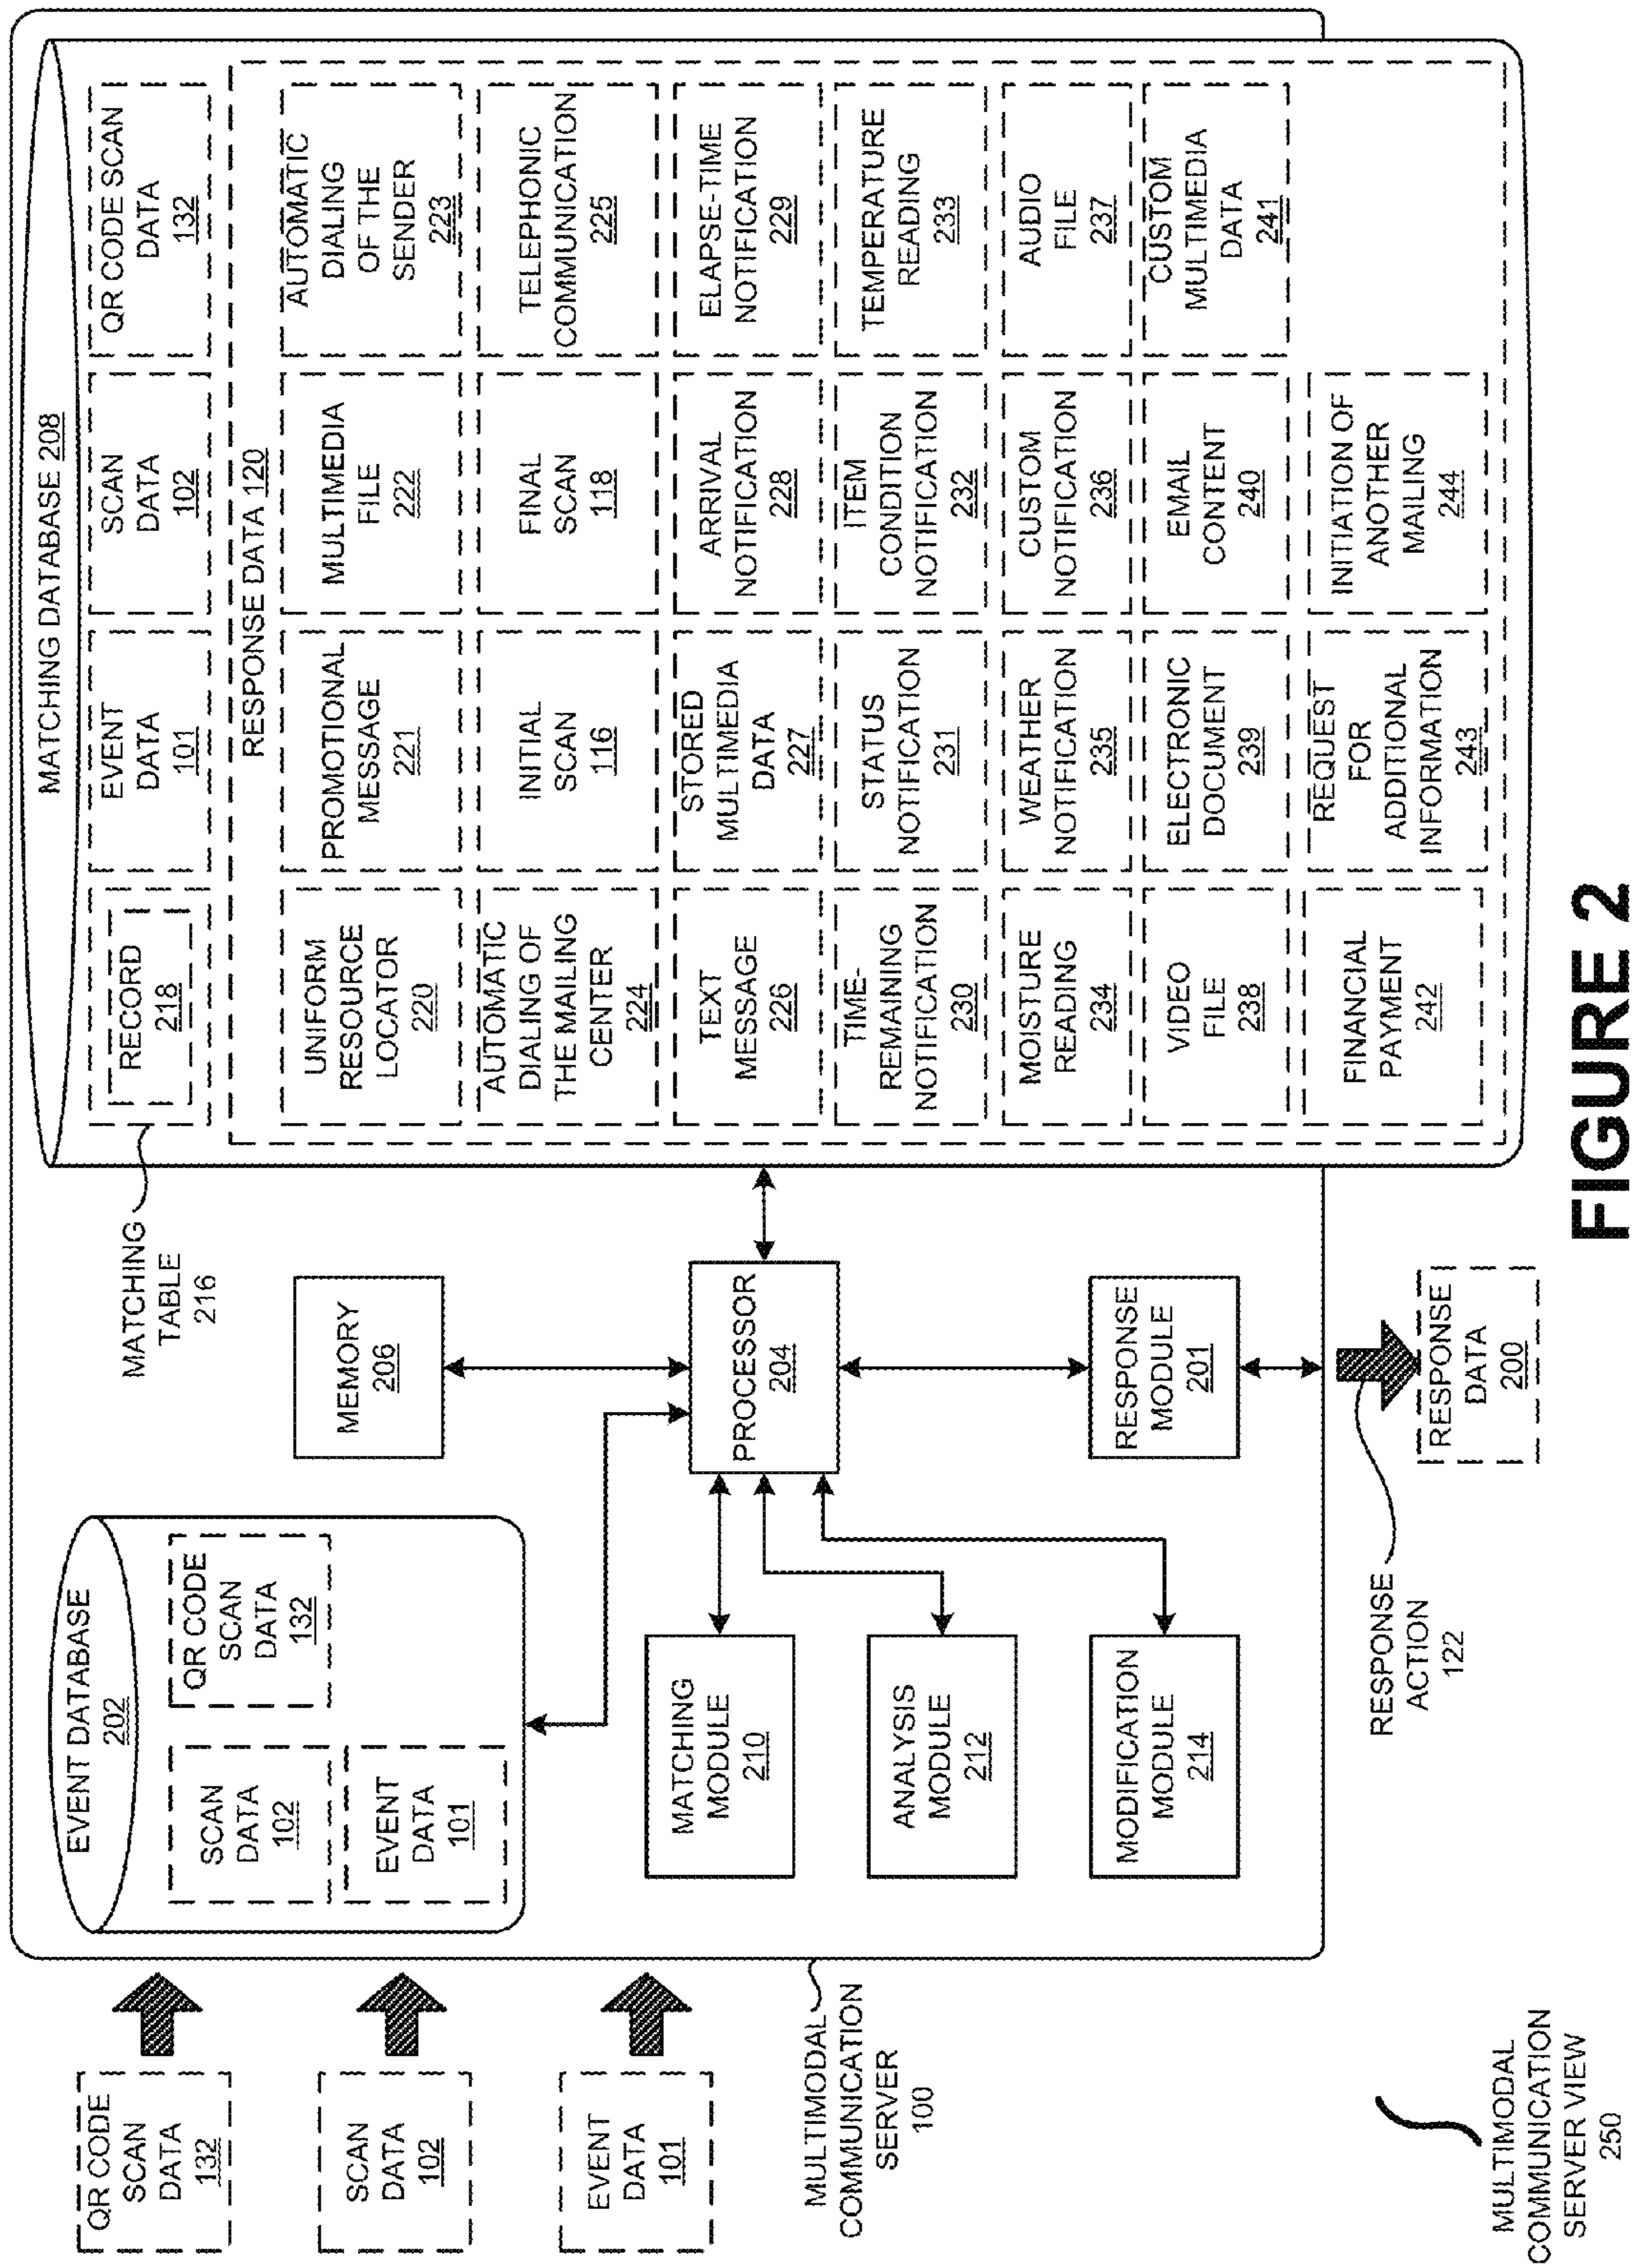 QR CODE
SCAN
DATA
132
SCAN
DATA
102
EVENT
DATA
101
MULTIMODAL
COMMUNICATION
SERVER
100
MULTIMODAL
COMMUNICATION
SERVER VIEW
250
EVENT DATABASE
202
SCAN
DATA
102
QR CODE
SCAN
DATA
132
EVENT
DATA
101
MATCHING
MODULE
210
ANALYSIS
MODULE
212
MODIFICATION
MODULE
214
MEMORY
206
PROCESSOR
204
RESPONSE
MODULE
201
RESPONSE
ACTION
122
RESPONSE
DATA
200
MATCHING
TABLE
216
MATCHING DATABASE 208
RECORD
218
EVENT
DATA
101
SCAN
DATA
102
QR CODE SCAN
DATA
132
RESPONSE DATA 120
UNIFORM
RESOURCE
LOCATOR
220
PROMOTIONAL
MESSAGE
221
MULTIMEDIA
FILE
222
AUTOMATIC
DIALING
OF THE
SENDER
223
AUTOMATIC
DIALING OF
THE MAILING
CENTER
224
INITIAL
SCAN
116
FINAL
SCAN
118
TELEPHONIC
COMMUNICATION
225
TEXT
MESSAGE
226
STORED
MULTIMEDIA
DATA
227
ARRIVAL
NOTIFICATION
228
ELAPSE-TIME
NOTIFICATION
229
TIME-
REMAINING
NOTIFICATION
230
STATUS
NOTIFICATION
231
ITEM
CONDITION
NOTIFICATION
232
TEMPERATURE
READING
233
MOISTURE
READING
234
WEATHER
NOTIFICATION
235
CUSTOM
NOTIFICATION
236
AUDIO
FILE
237
VIDEO
FILE
238
ELECTRONIC
DOCUMENT
239
EMAIL
CONTENT
240
CUSTOM
MULTIMEDIA
DATA
241
FINANCIAL
PAYMENT
242
REQUEST
FOR
ADDITIONAL
INFORMATION
243
INITIATION OF
ANOTHER
MAILING
244
FIGURE 2